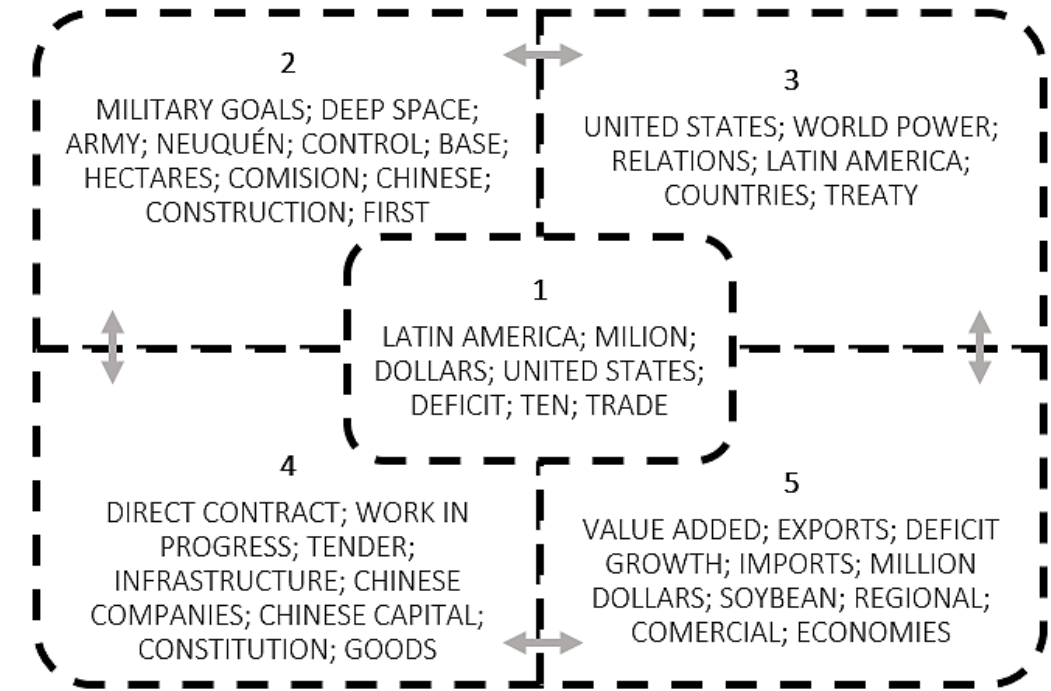 2
MILITARY GOALS; DEEP SPACE;
ARMY; NEUQUÉN; CONTROL; BASE;
HECTARES; COMISION; CHINESE;
CONSTRUCTION; FIRST
3
UNITED STATES; WORLD POWER;
RELATIONS; LATIN AMERICA;
COUNTRIES; TREATY
1
LATIN AMERICA; MILION;
DOLLARS; UNITED STATES;
DEFICIT; TEN; TRADE
4
DIRECT CONTRACT; WORK IN
PROGRESS; TENDER;
INFRASTRUCTURE; CHINESE
COMPANIES; CHINESE CAPITAL;
CONSTITUTION; GOODS
5
VALUE ADDED; EXPORTS; DEFICIT
GROWTH; IMPORTS; MILLION
DOLLARS; SOYBEAN; REGIONAL;
COMERCIAL; ECONOMIES